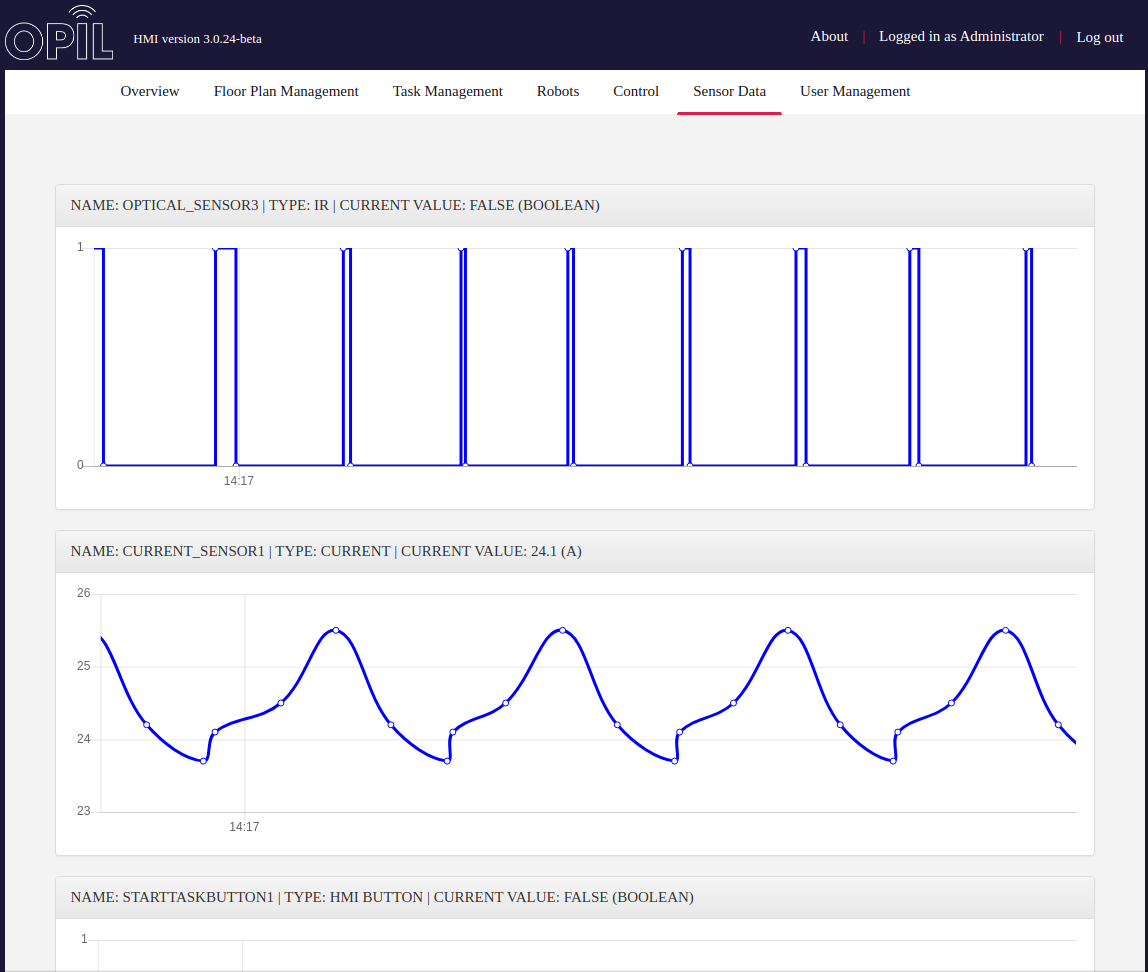 OPIL
HMI version 3.0.24-beta
About | Logged in as Administrator | Log out
Overview Floor Plan Management Task Management Robots Control Sensor Data User Management
NAME: OPTICAL_SENSOR3 | TYPE: IR | CURRENT VALUE: FALSE (BOOLEAN)
1
0
14:17
NAME: CURRENT_SENSOR1 | TYPE: CURRENT | CURRENT VALUE: 24.1 (A)
26
25
24
23
14:17
NAME: STARTTASKBUTTON1 | TYPE: HMI BUTTON | CURRENT VALUE: FALSE (BOOLEAN)
1